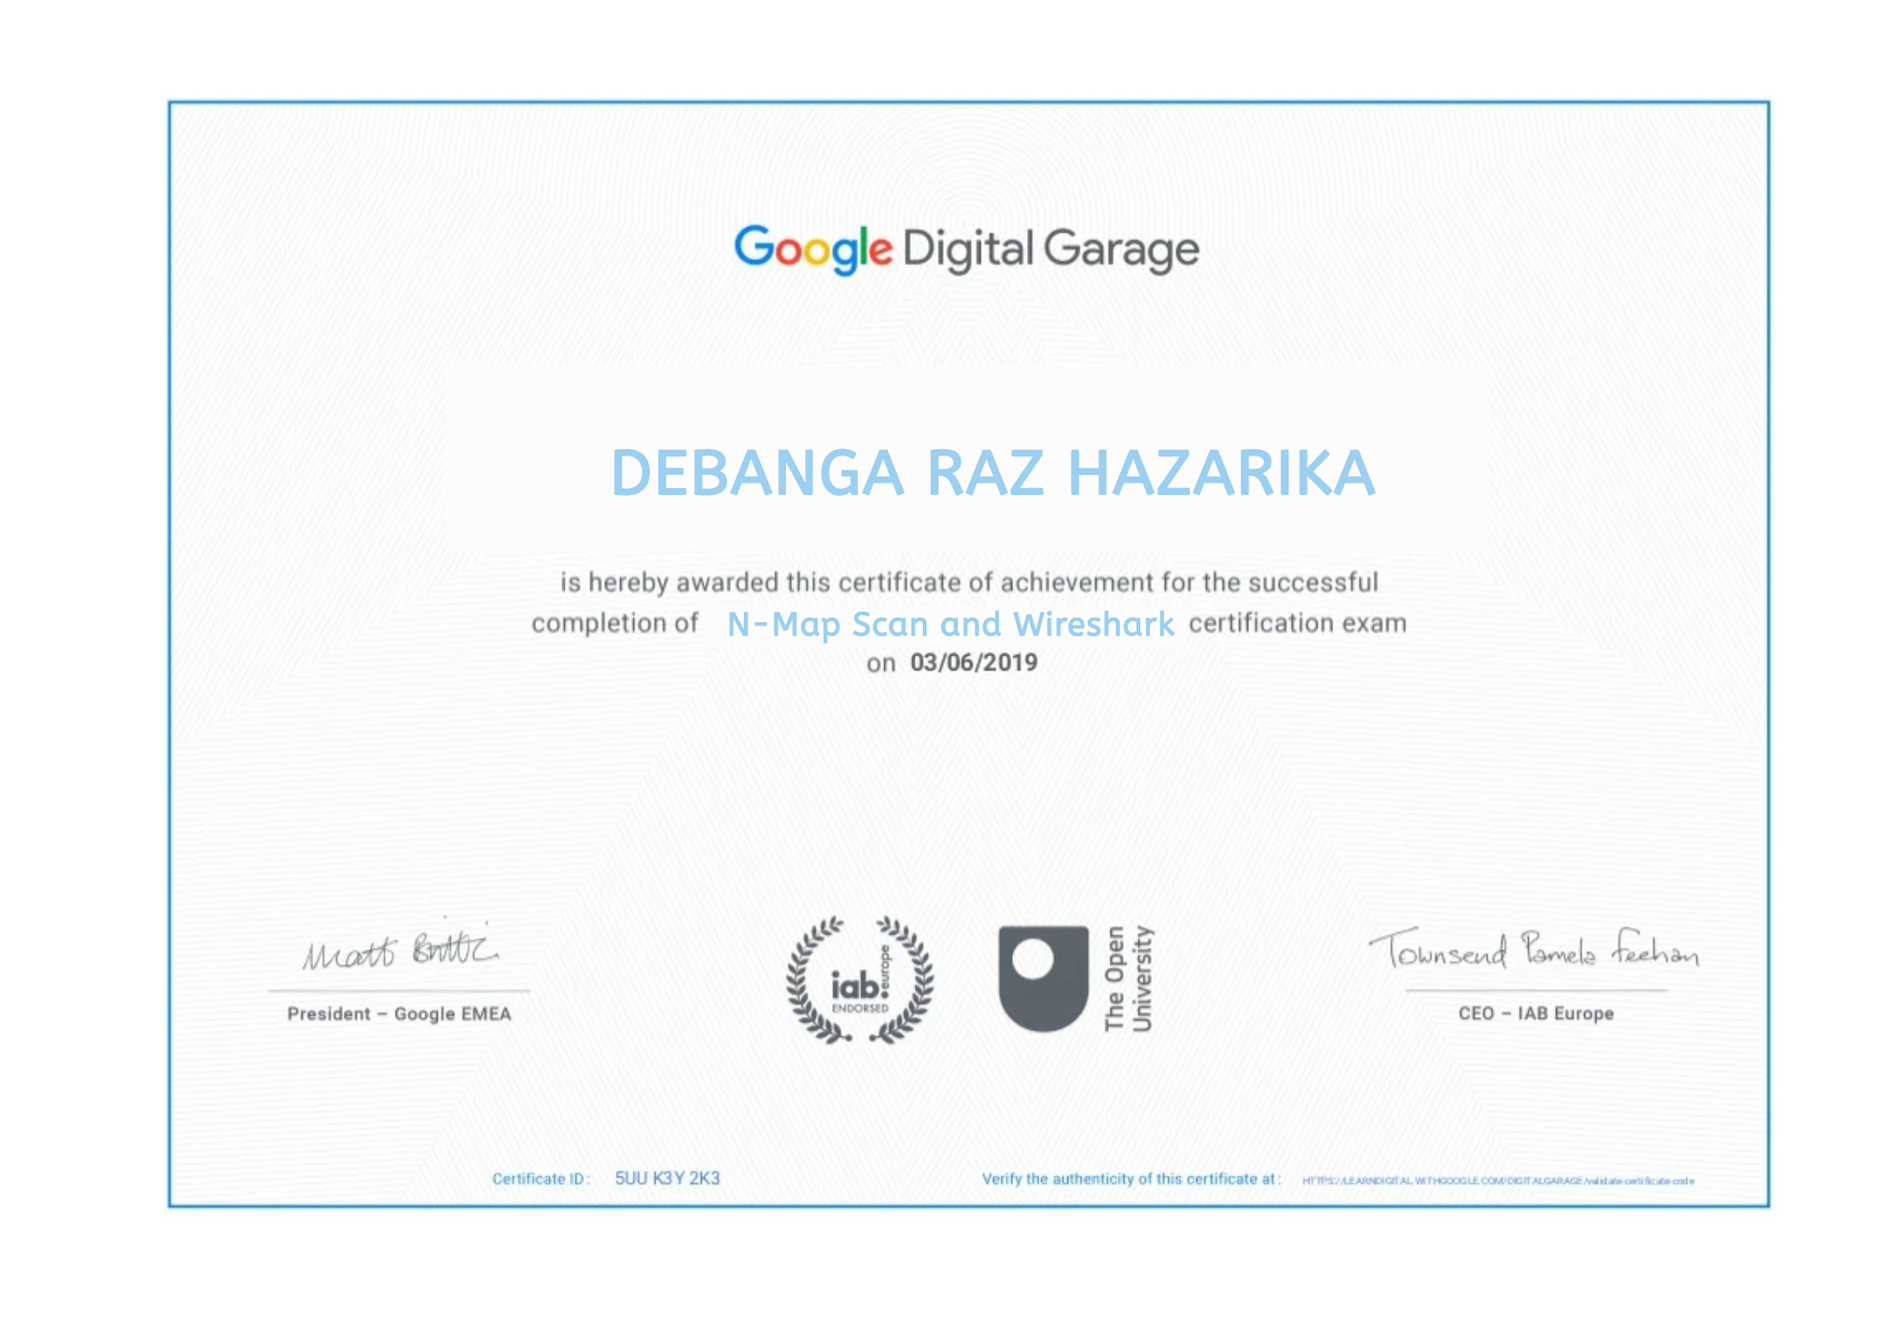 Google Digital Garage
DEBANGA RAZ HAZARIKA
is hereby awarded this certificate of achievement for the successful
completion of N-Map Scan and Wireshark certification exam
on 03/06/2019
Matt Brittin
President – Google EMEA
iab.europe
ENDORSED
The Open
University
Townsend Pamela Feehan
CEO – IAB Europe
Certificate ID: 5UU K3Y 2K3
Verify the authenticity of this certificate at: HTTPS://LEARNDIGITAL.WITHGOOGLE.COM/DIGITALGARAGE/validate-certificate-code